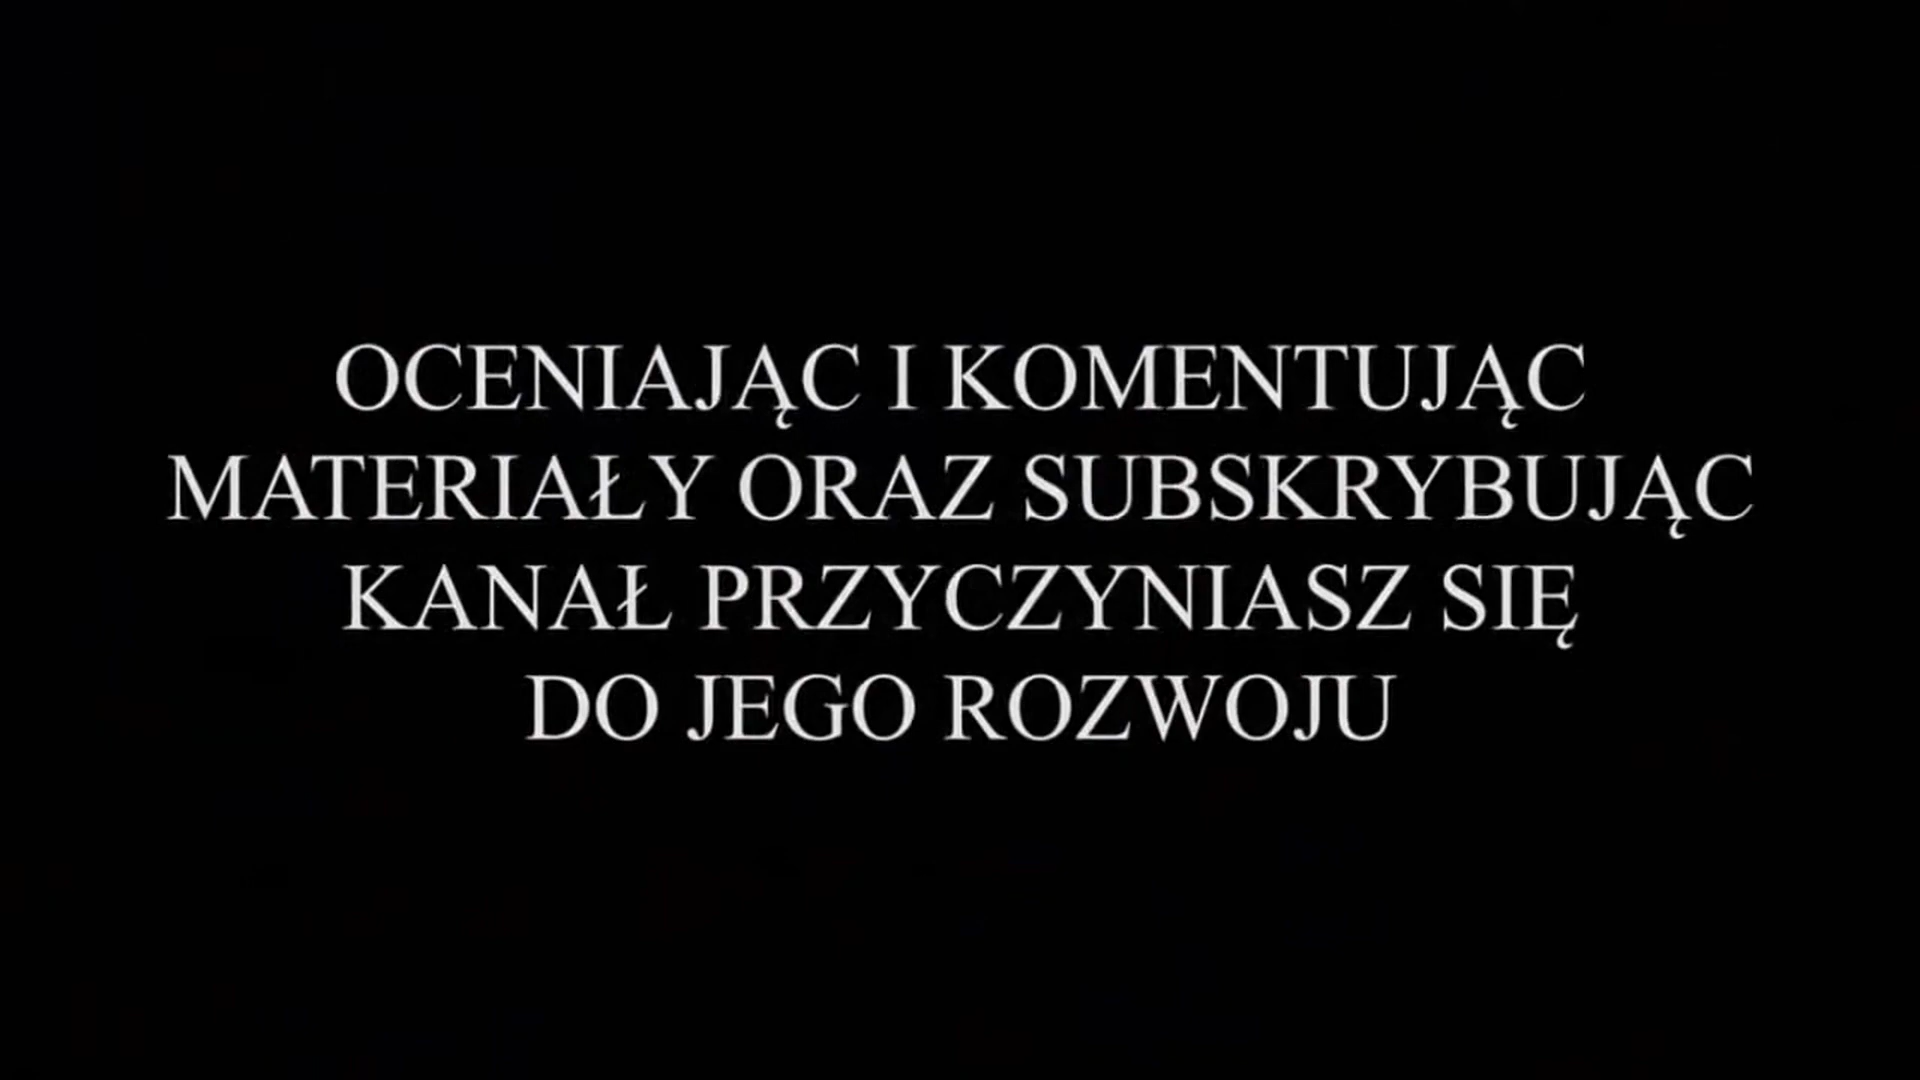 OCENIAJĄC I KOMENTUJĄC
MATERIAŁY ORAZ SUBSKRYBUJĄC
KANAŁ PRZYCZYNIASZ SIĘ
DO JEGO ROZWOJU